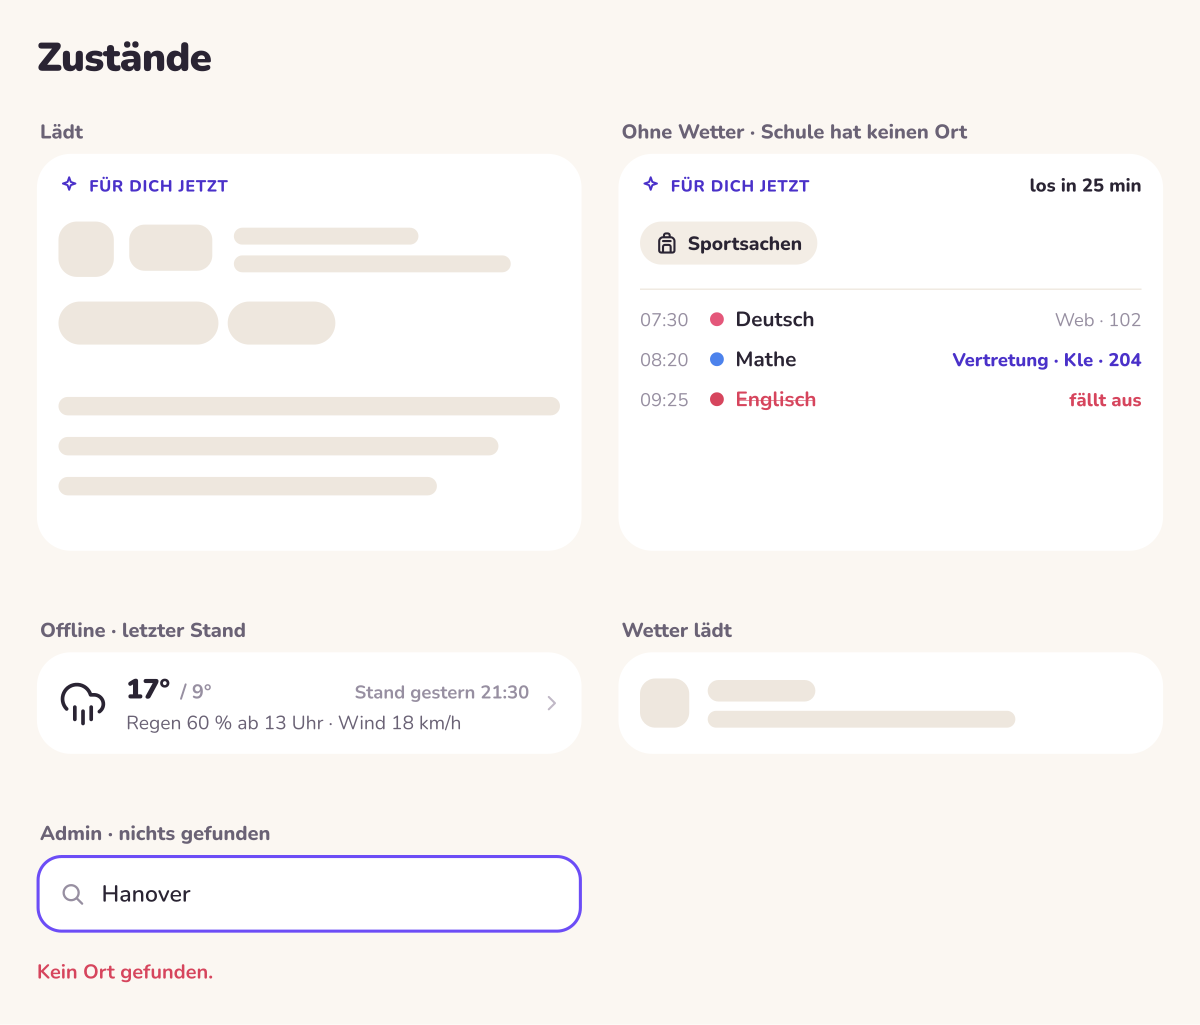 Zustände
Lädt
FÜR DICH JETZT
Ohne Wetter · Schule hat keinen Ort
FÜR DICH JETZT los in 25 min
Sportsachen
07:30 Deutsch Web · 102
08:20 Mathe Vertretung · Kle · 204
09:25 Englisch fällt aus
Offline · letzter Stand
17° / 9° Stand gestern 21:30
Regen 60 % ab 13 Uhr · Wind 18 km/h
Wetter lädt
Admin · nichts gefunden
Hanover
Kein Ort gefunden.